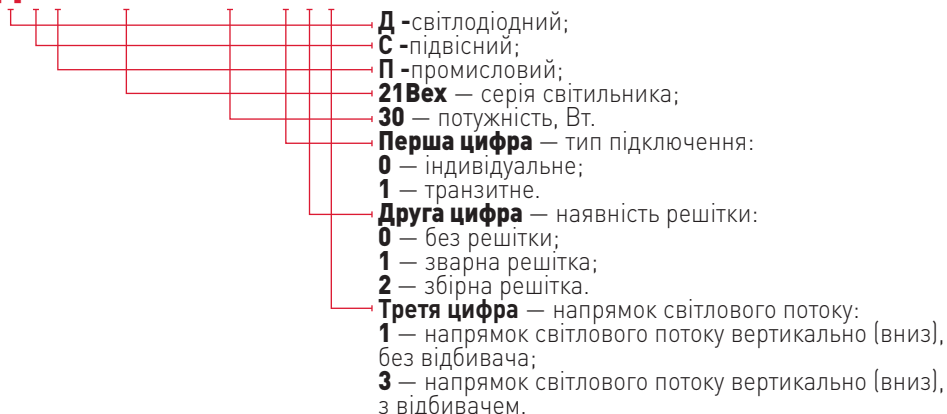 Д -світлодіодний;
С -підвісний;
П -промисловий;
21Вех — серія світильника;
30 — потужність, Вт.
Перша цифра — тип підключення:
0 — індивідуальне;
1 — транзитне.
Друга цифра — наявність решітки:
0 — без решітки;
1 — зварна решітка;
2 — збірна решітка.
Третя цифра — напрямок світлового потоку:
1 — напрямок світлового потоку вертикально (вниз),
без відбивача;
3 — напрямок світлового потоку вертикально (вниз),
з відбивачем.